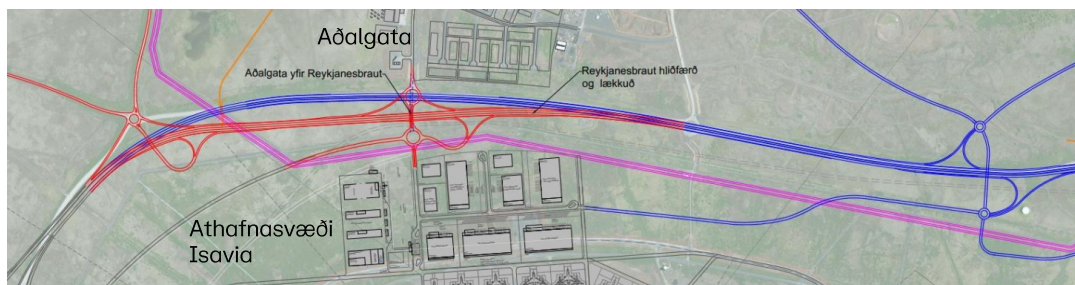 Aðalgata
Aðalgata yfir Reykjanesbraut
Reykjanesbraut hliðfærð
og lækkuð
Athafnasvæði
Isavia